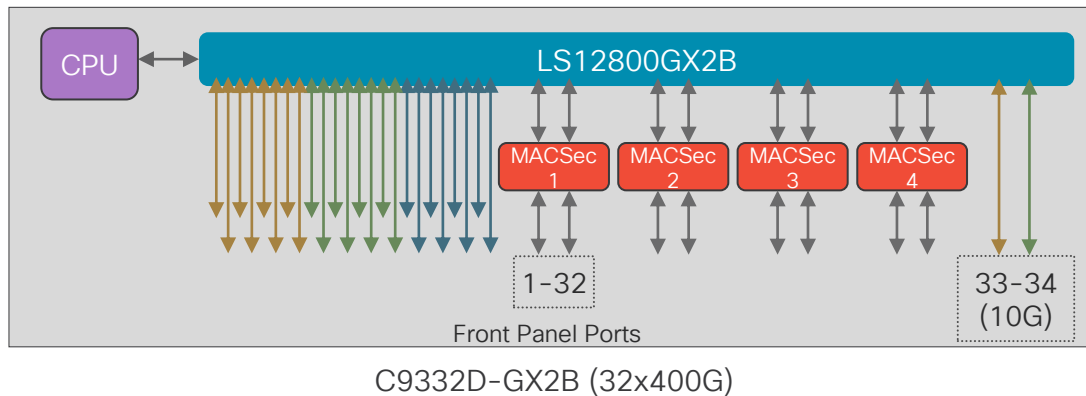 CPU
LS12800GX2B
MACSec
1
MACSec
2
MACSec
3
MACSec
4
1-32
33-34
(10G)
Front Panel Ports
C9332D-GX2B (32x400G)